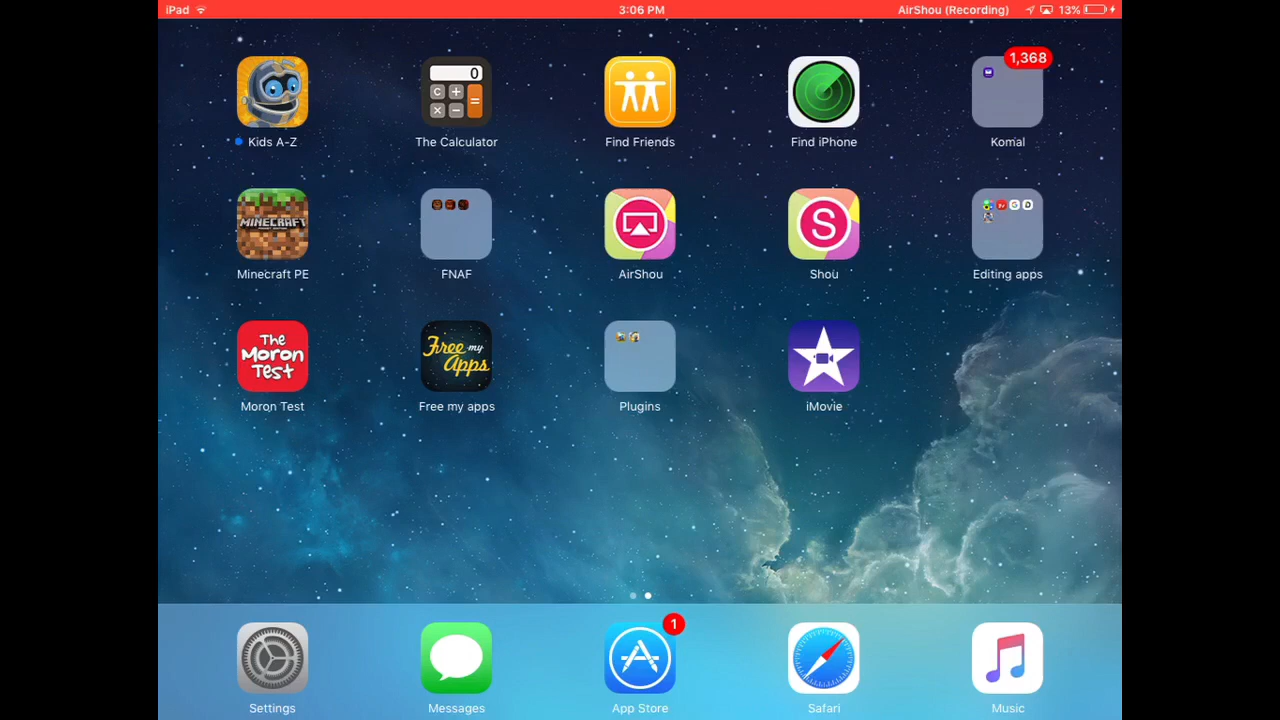 iPad 3:06 PM AirShou (Recording) 13%
1,368
0
C + = × −
Kids A-Z The Calculator Find Friends Find iPhone Komal
MINECRAFT
S
Minecraft PE FNAF AirShou Shou Editing apps
The
Moron
Test
Free my
Apps
Moron Test Free my apps Plugins iMovie
1
Settings Messages App Store Safari Music